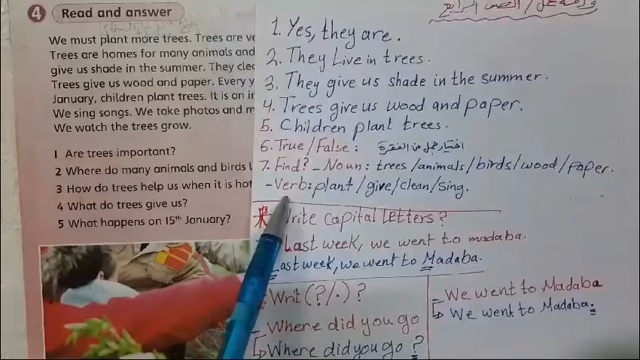 4 Read and answer
We must plant more trees. Trees are
Trees are homes for many animals and
give us shade in the summer. They
Trees give us wood and paper. Every
January, children plant trees. It is an
We sing songs. We take photos and
We watch the trees grow.
1 Are trees important?
2 Where do many animals and birds
3 How do trees help us when it is hot
4 What do trees give us?
5 What happens on 15th January?
1. Yes, they are.
2. They Live in trees.
3. They give us shade in the summer.
4. Trees give us wood and paper.
5. Children plant trees.
6. True/False:
7. Find? - Noun: trees/animals/birds/wood/paper.
- Verb: plant/give/clean/sing.
Write capital Letters?
Last week, we went to madaba.
Last week, we went to Madaba.
Writ (?/.)?
Where did you go
Where did you go ?
We went to Madaba
We went to Madaba.